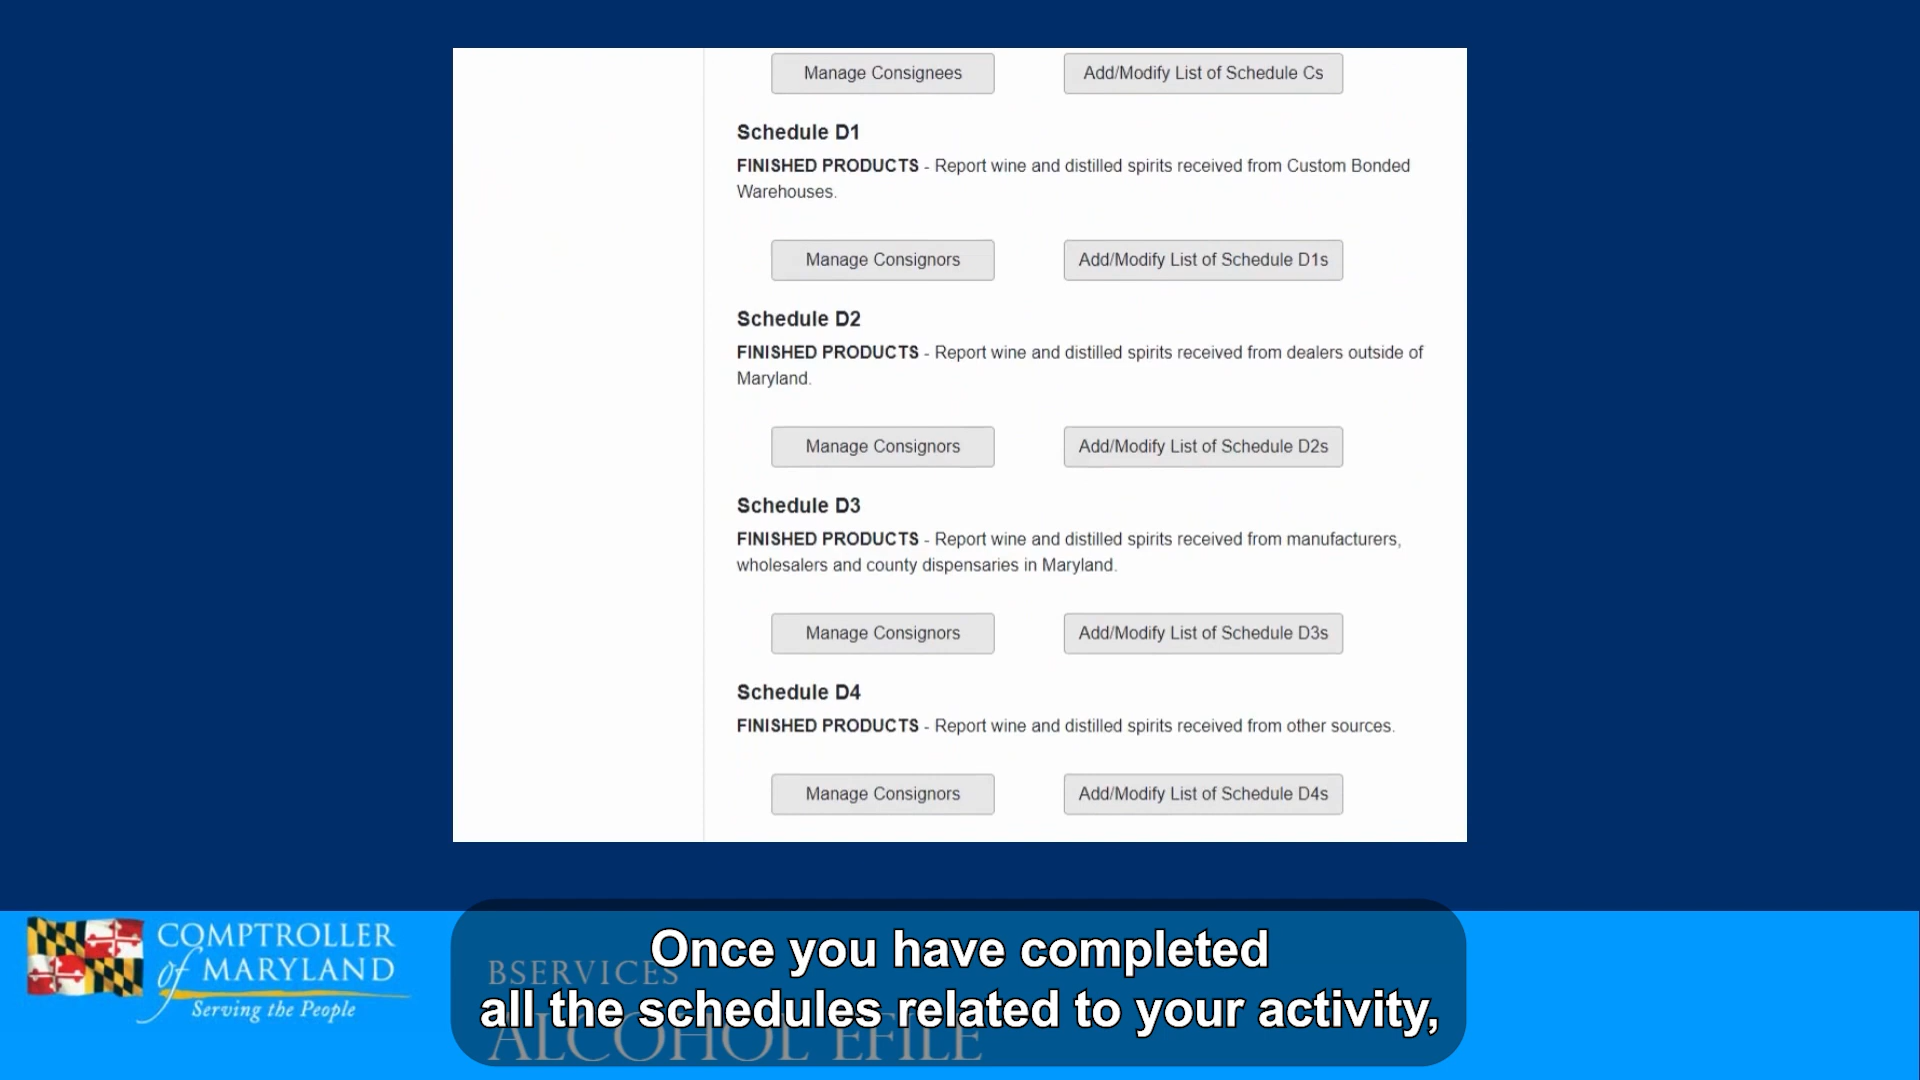 Manage Consignees
Add/Modify List of Schedule Cs
Schedule D1
FINISHED PRODUCTS - Report wine and distilled spirits received from Custom Bonded
Warehouses.
Manage Consignors
Add/Modify List of Schedule D1s
Schedule D2
FINISHED PRODUCTS - Report wine and distilled spirits received from dealers outside of
Maryland.
Manage Consignors
Add/Modify List of Schedule D2s
Schedule D3
FINISHED PRODUCTS - Report wine and distilled spirits received from manufacturers,
wholesalers and county dispensaries in Maryland.
Manage Consignors
Add/Modify List of Schedule D3s
Schedule D4
FINISHED PRODUCTS - Report wine and distilled spirits received from other sources.
Manage Consignors
Add/Modify List of Schedule D4s
COMPTROLLER
of MARYLAND
Serving the People
BSERVICES
ALCOHOL EFILE
Once you have completed
all the schedules related to your activity,